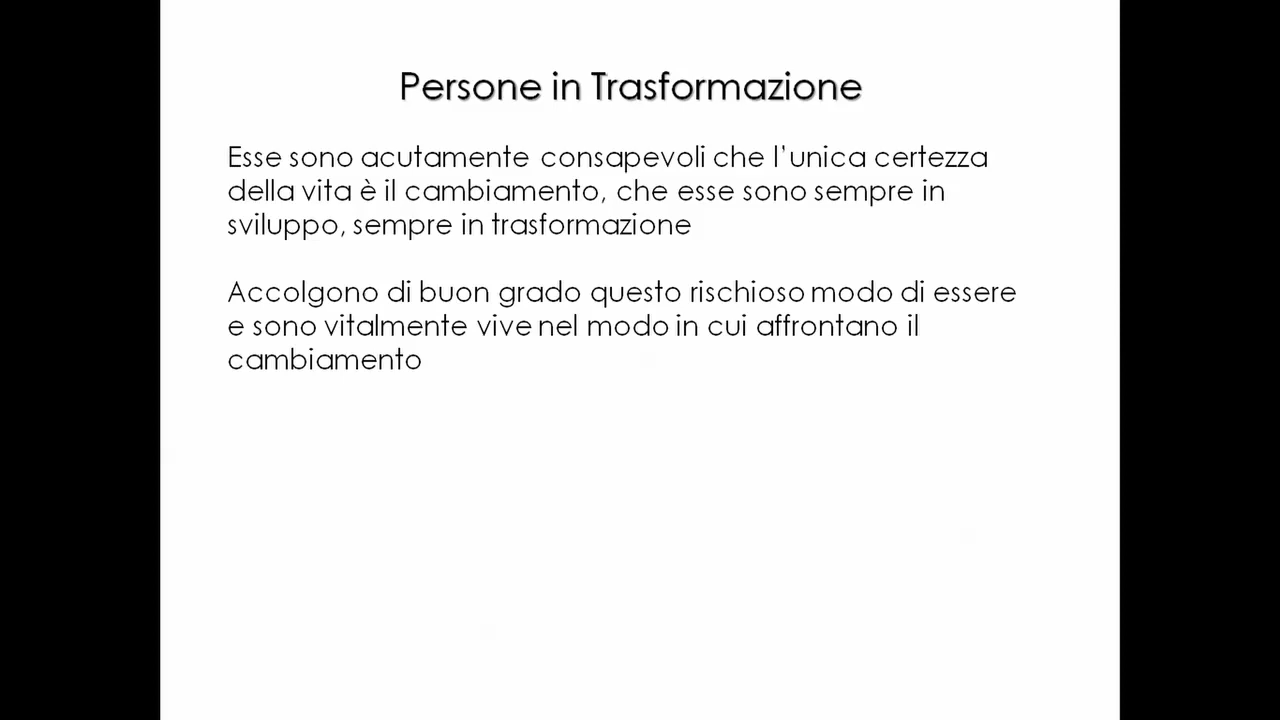 Persone in Trasformazione
Esse sono acutamente consapevoli che l’unica certezza
della vita è il cambiamento, che esse sono sempre in
sviluppo, sempre in trasformazione
Accolgono di buon grado questo rischioso modo di essere
e sono vitalmente vive nel modo in cui affrontano il
cambiamento